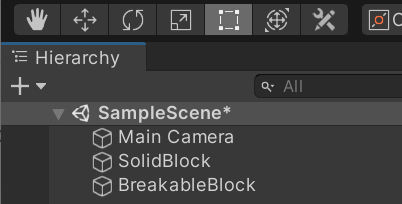 Hierarchy
All
SampleScene*
Main Camera
SolidBlock
BreakableBlock